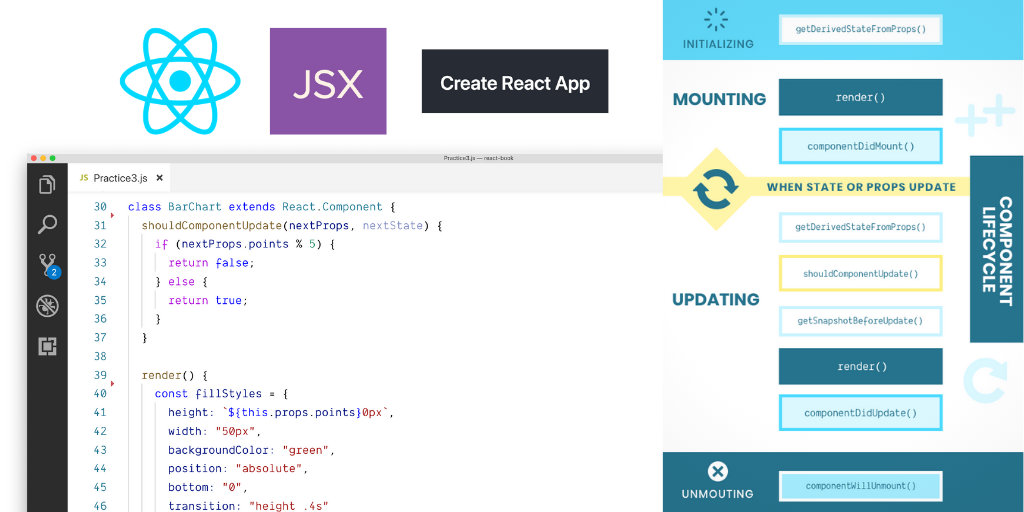 JSX
Create React App
Practice3.js — react-book
JS Practice3.js ×
2
30 class BarChart extends React.Component {
31 shouldComponentUpdate(nextProps, nextState) {
32 if (nextProps.points % 5) {
33 return false;
34 } else {
35 return true;
36 }
37 }
38
39 render() {
40 const fillStyles = {
41 height: `${this.props.points}0px`,
42 width: "50px",
43 backgroundColor: "green",
44 position: "absolute",
45 bottom: "0",
46 transition: "height .4s"
INITIALIZING
getDerivedStateFromProps()
MOUNTING
render()
componentDidMount()
WHEN STATE OR PROPS UPDATE
getDerivedStateFromProps()
shouldComponentUpdate()
UPDATING
getSnapshotBeforeUpdate()
render()
componentDidUpdate()
UNMOUTING
componentWillUnmount()
COMPONENT
LIFECYCLE